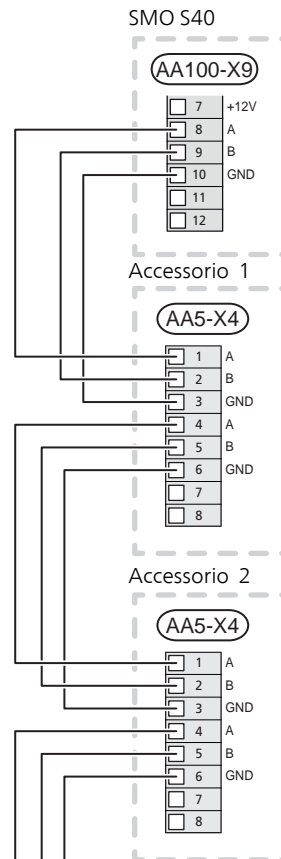 SMO S40
AA100-X9
7 +12V
8 A
9 B
10 GND
11
12
Accessorio 1
AA5-X4
1 A
2 B
3 GND
4 A
5 B
6 GND
7
8
Accessorio 2
AA5-X4
1 A
2 B
3 GND
4 A
5 B
6 GND
7
8